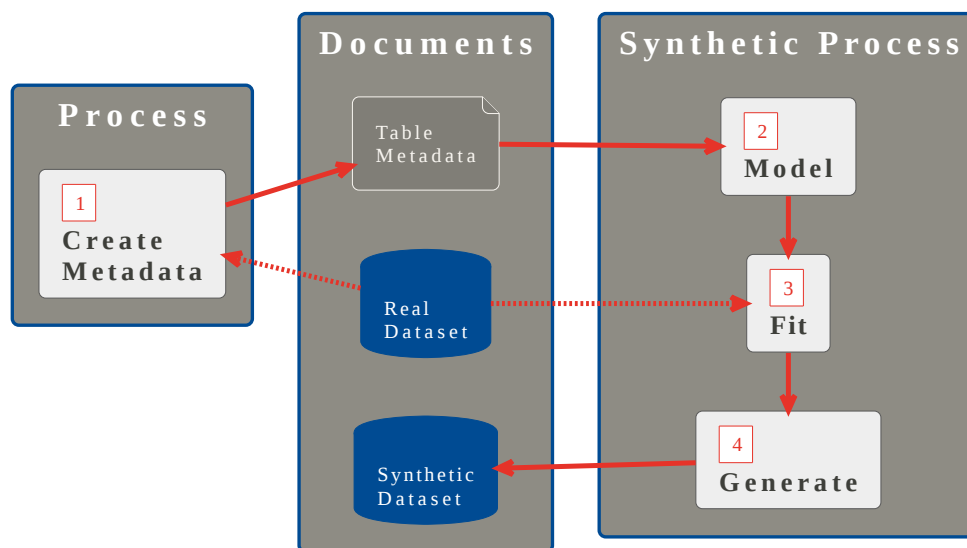 Process
1
Create
Metadata
Documents
Table
Metadata
Real
Dataset
Synthetic
Dataset
Synthetic Process
2
Model
3
Fit
4
Generate